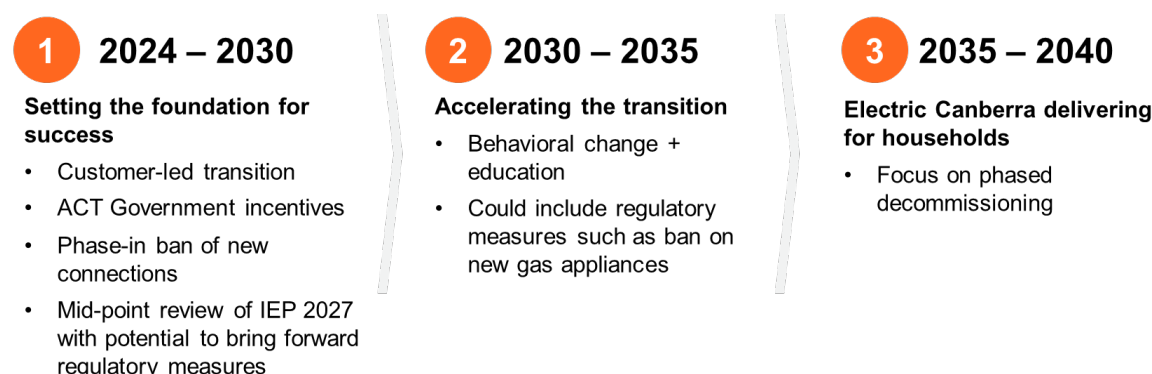 1 2024 – 2030
Setting the foundation for
success
• Customer-led transition
• ACT Government incentives
• Phase-in ban of new
connections
• Mid-point review of IEP 2027
with potential to bring forward
regulatory measures
2 2030 – 2035
Accelerating the transition
• Behavioral change +
education
• Could include regulatory
measures such as ban on
new gas appliances
3 2035 – 2040
Electric Canberra delivering
for households
• Focus on phased
decommissioning